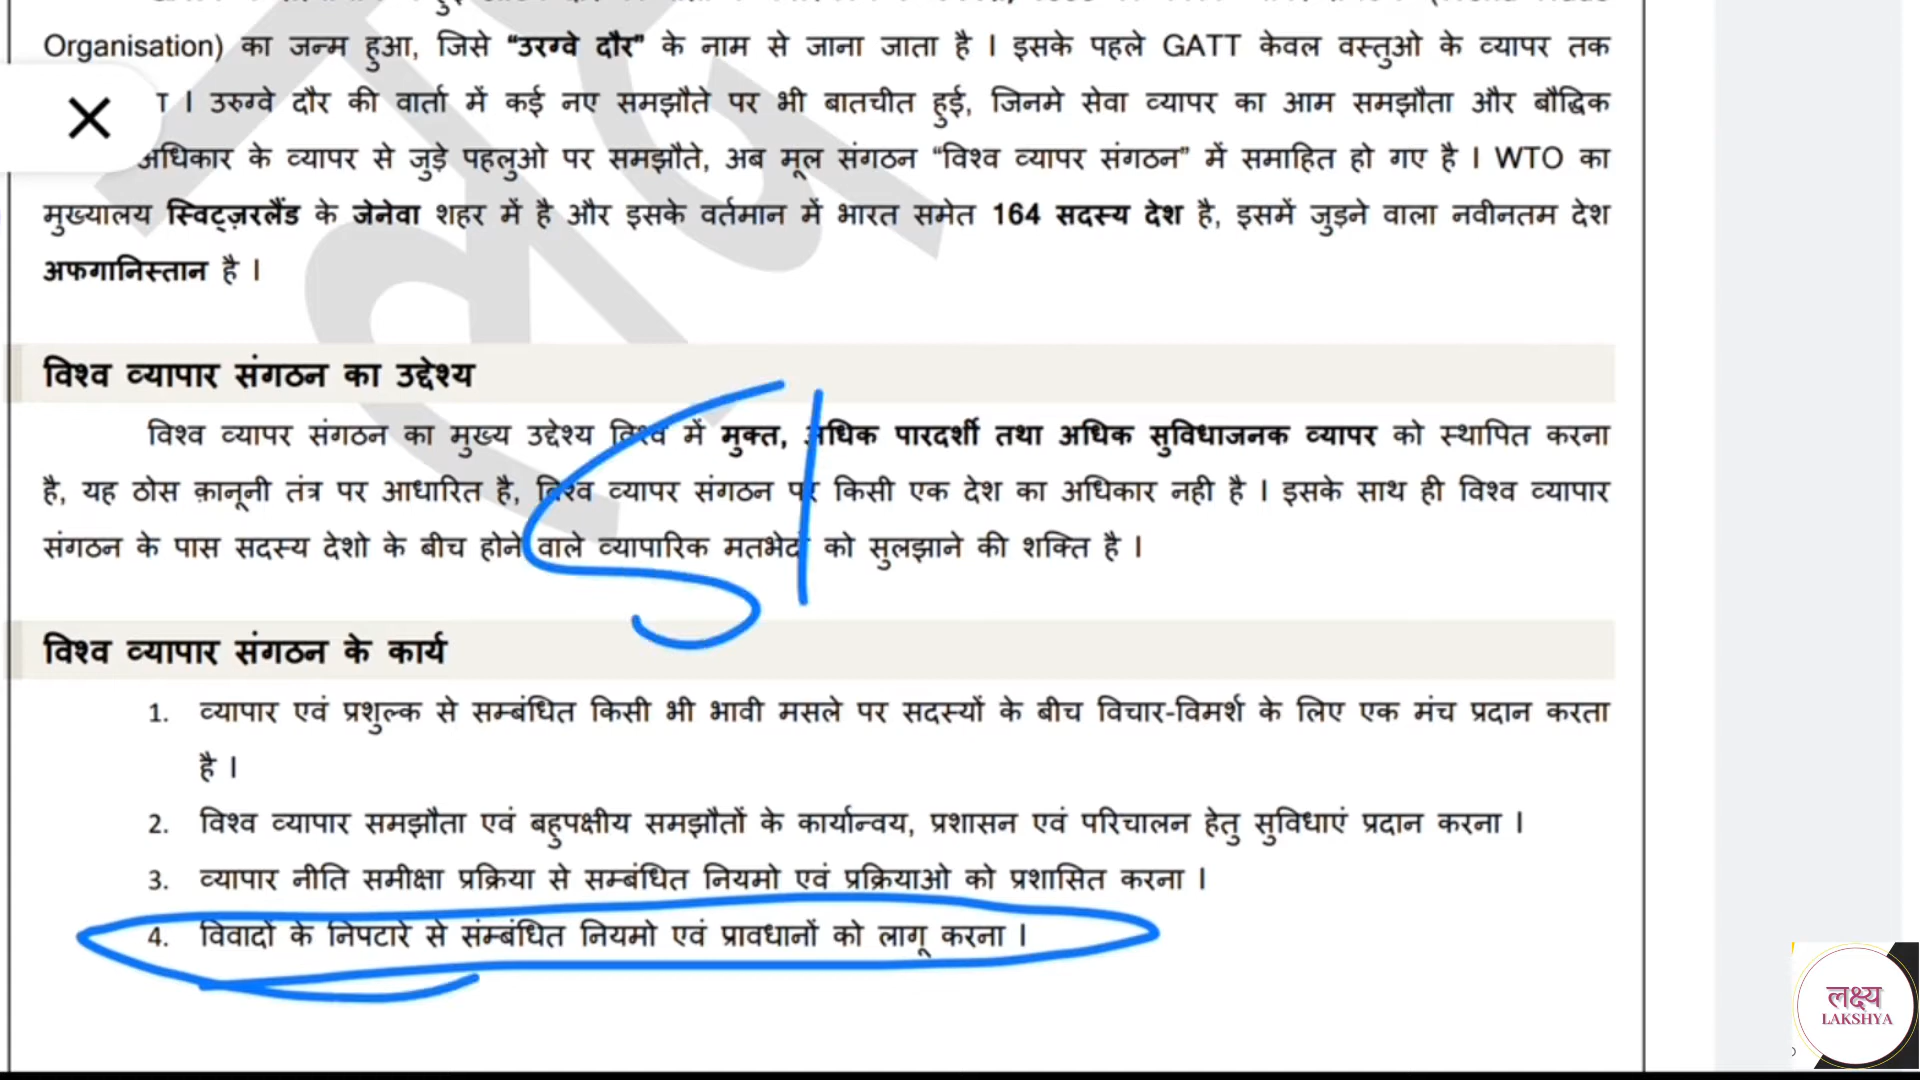 Organisation) का जन्म हुआ, जिसे “उरग्वे दौर” के नाम से जाना जाता है । इसके पहले GATT केवल वस्तुओ के व्यापार तक
। उरुग्वे दौर की वार्ता में कई नए समझौते पर भी बातचीत हुई, जिनमे सेवा व्यापर का आम समझौता और बौद्धिक
अधिकार के व्यापर से जुड़े पहलुओ पर समझौते, अब मूल संगठन “विश्व व्यापर संगठन” में समाहित हो गए है । WTO का
मुख्यालय स्विट्ज़रलैंड के जेनेवा शहर में है और इसके वर्तमान में भारत समेत 164 सदस्य देश है, इसमें जुड़ने वाला नवीनतम देश
अफगानिस्तान है ।
विश्व व्यापार संगठन का उद्देश्य
विश्व व्यापर संगठन का मुख्य उद्देश्य विश्व में मुक्त, अधिक पारदर्शी तथा अधिक सुविधाजनक व्यापर को स्थापित करना
है, यह ठोस क़ानूनी तंत्र पर आधारित है, विश्व व्यापर संगठन पर किसी एक देश का अधिकार नही है । इसके साथ ही विश्व व्यापार
संगठन के पास सदस्य देशो के बीच होने वाले व्यापारिक मतभेदो को सुलझाने की शक्ति है ।
विश्व व्यापार संगठन के कार्य
1. व्यापार एवं प्रशुल्क से सम्बंधित किसी भी भावी मसले पर सदस्यों के बीच विचार-विमर्श के लिए एक मंच प्रदान करता
है ।
2. विश्व व्यापार समझौता एवं बहुपक्षीय समझौतों के कार्यान्वय, प्रशासन एवं परिचालन हेतु सुविधाएं प्रदान करना ।
3. व्यापार नीति समीक्षा प्रक्रिया से सम्बंधित नियमो एवं प्रक्रियाओ को प्रशासित करना ।
4. विवादों के निपटारे से संम्बंधित नियमो एवं प्रावधानों को लागू करना ।
लक्ष्य
LAKSHYA